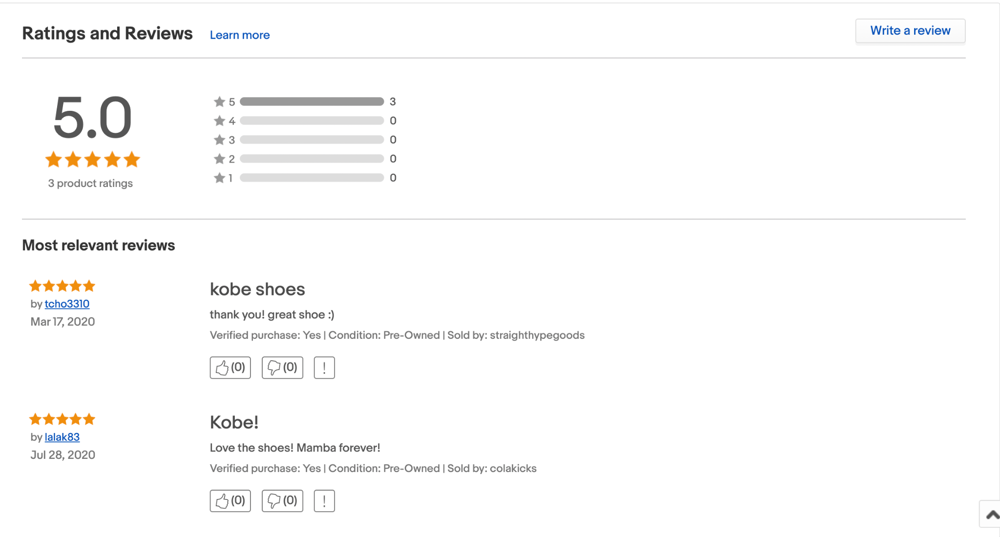 Ratings and Reviews Learn more Write a review
5.0
3 product ratings
5 3
4 0
3 0
2 0
1 0
Most relevant reviews
by tcho3310
Mar 17, 2020
kobe shoes
thank you! great shoe :)
Verified purchase: Yes | Condition: Pre-Owned | Sold by: straighthypegoods
(0) (0) !
by lalak83
Jul 28, 2020
Kobe!
Love the shoes! Mamba forever!
Verified purchase: Yes | Condition: Pre-Owned | Sold by: colakicks
(0) (0) !